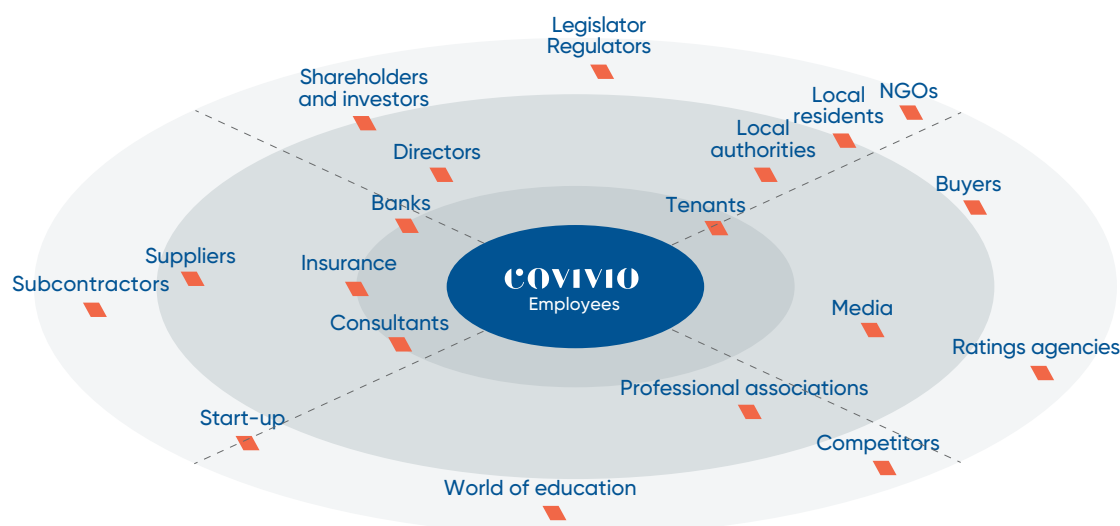 Legislator
Regulators
Shareholders
and investors
NGOs
Local
residents
Local
authorities
Directors
Buyers
Banks
Tenants
Suppliers
Insurance
Subcontractors
COVIVIO
Employees
Media
Consultants
Ratings agencies
Professional associations
Start-up
Competitors
World of education